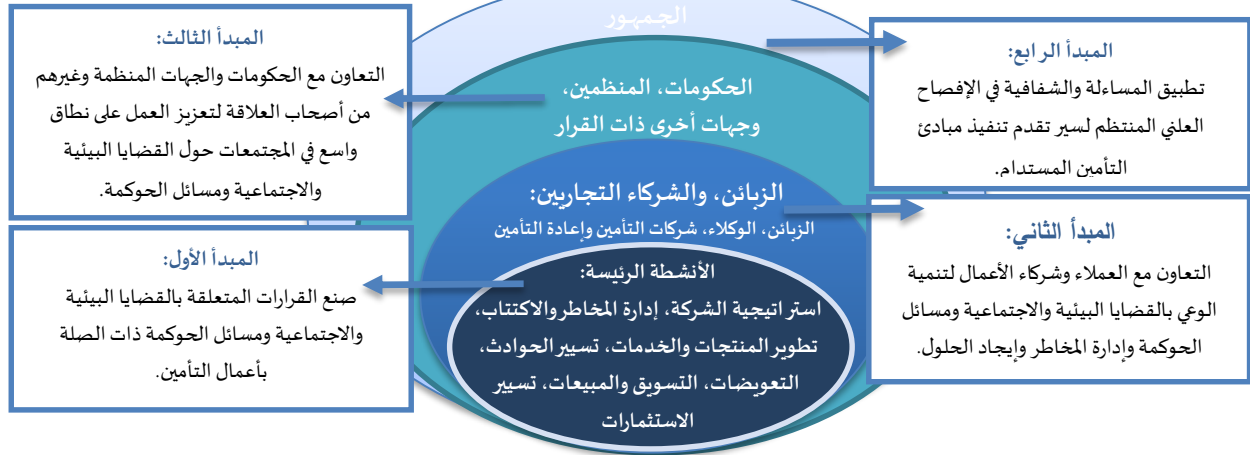 الجمهور
المبدأ الثالث:
التعاون مع الحكومات والجهات المنظمة وغيرهم
من أصحاب العلاقة لتعزيز العمل على نطاق
واسع في المجتمعات حول القضايا البيئية
والاجتماعية ومسائل الحوكمة.
المبدأ الرابع:
تطبيق المساءلة والشفافية في الإفصاح
العلني المنتظم لسير تقدم تنفيذ مبادئ
التأمين المستدام.
الحكومات، المنظمين،
وجهات أخرى ذات القرار
الزبائن، والشركاء التجاريين:
الزبائن، الوكلاء، شركات التأمين وإعادة التأمين
المبدأ الثاني:
التعاون مع العملاء وشركاء الأعمال لتنمية
الوعي بالقضايا البيئية والاجتماعية ومسائل
الحوكمة وإدارة المخاطر وإيجاد الحلول.
المبدأ الأول:
صنع القرارات المتعلقة بالقضايا البيئية
والاجتماعية ومسائل الحوكمة ذات الصلة
بأعمال التأمين.
الأنشطة الرئيسة:
استراتيجية الشركة، إدارة المخاطر والاكتتاب،
تطوير المنتجات والخدمات، تسيير الحوادث،
التعويضات، التسويق والمبيعات، تسيير
الاستثمارات